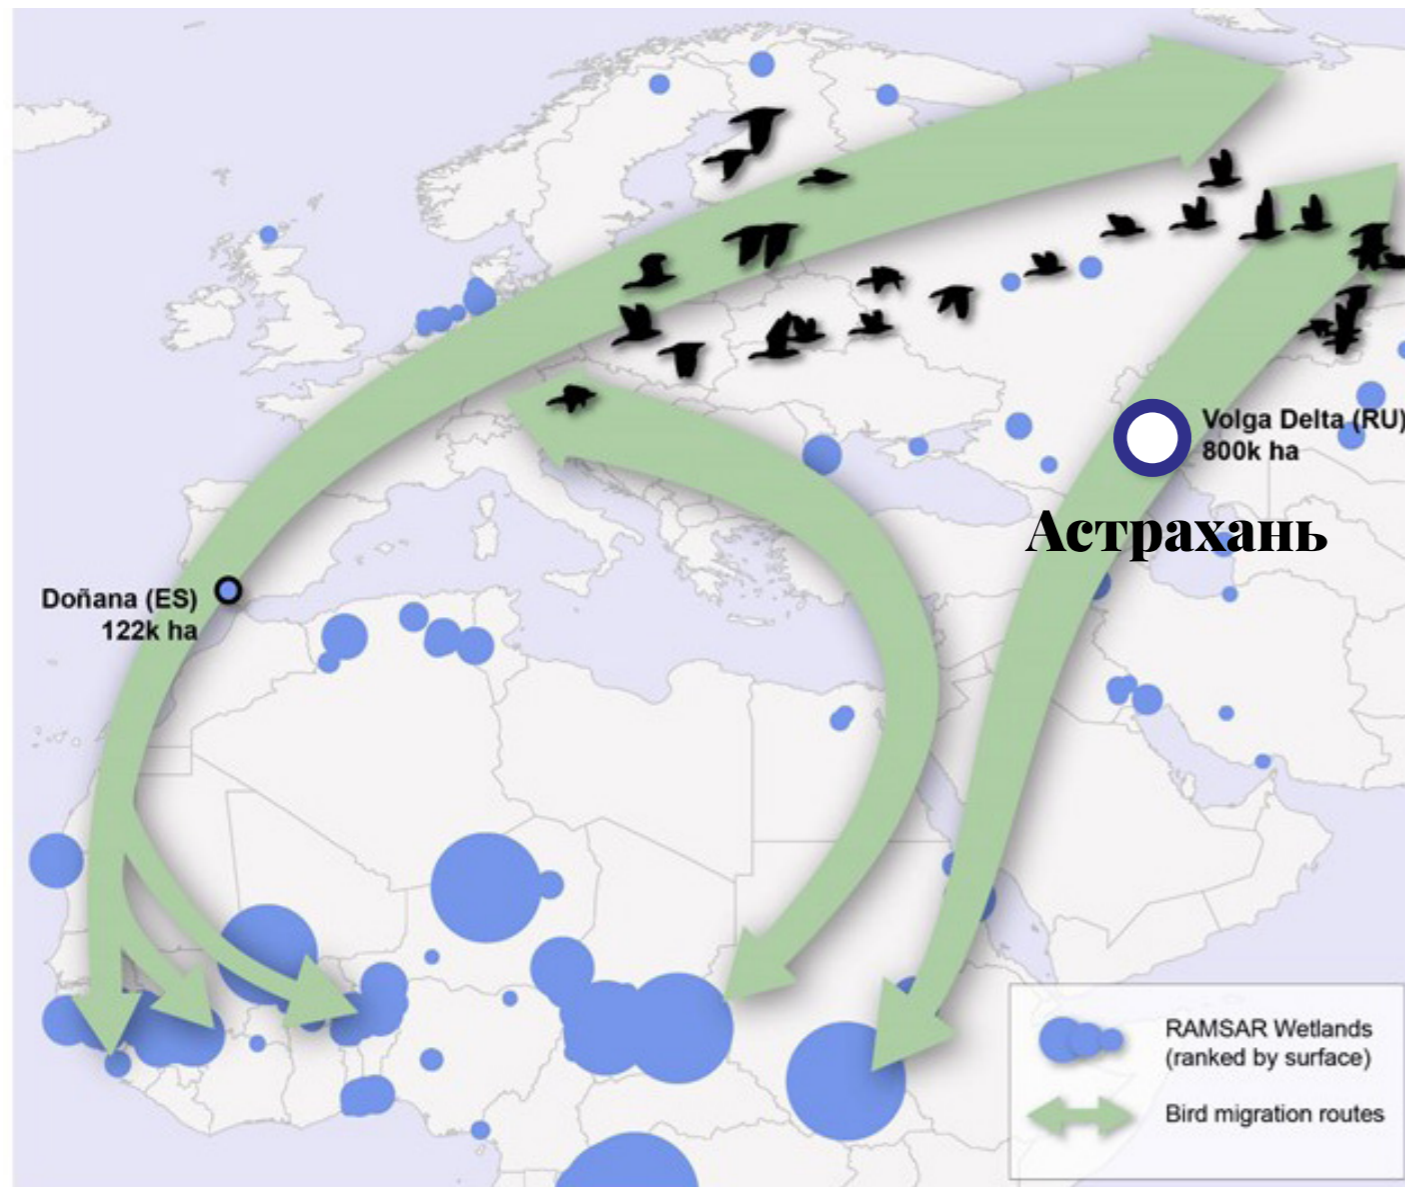 Volga Delta (RU)
800k ha
Астрахань
Doñana (ES)
122k ha
RAMSAR Wetlands
(ranked by surface)
Bird migration routes